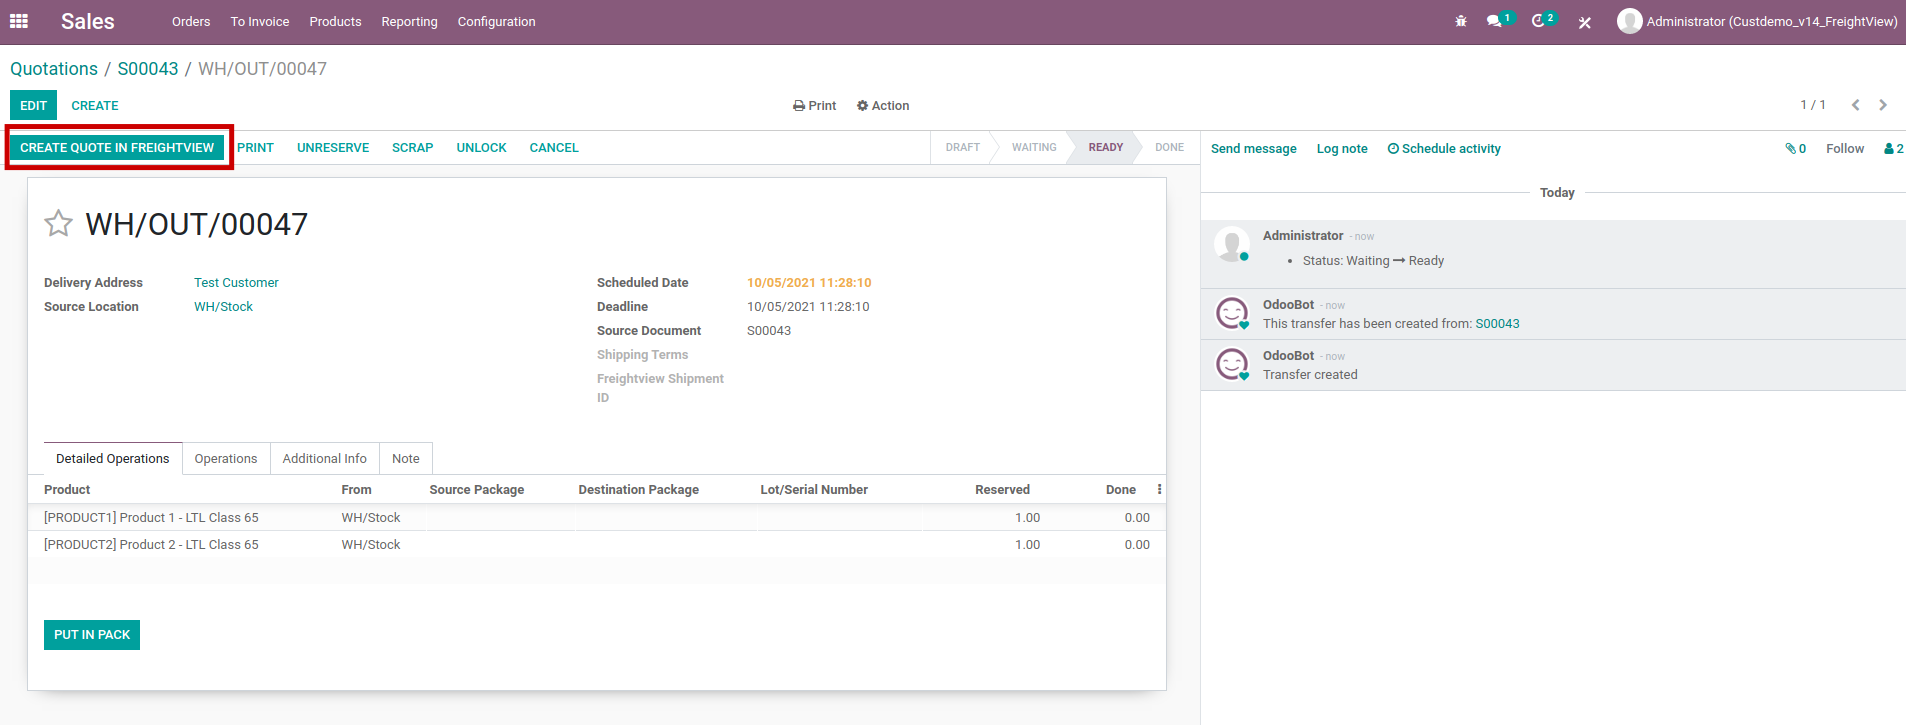 Sales Orders To Invoice Products Reporting Configuration 1 2 Administrator (Custdemo_v14_FreightView)
Quotations / S00043 / WH/OUT/00047
EDIT CREATE Print Action 1 / 1
CREATE QUOTE IN FREIGHTVIEW PRINT UNRESERVE SCRAP UNLOCK CANCEL DRAFT WAITING READY DONE
Send message Log note Schedule activity 0 Follow 2
WH/OUT/00047
Delivery Address Test Customer
Source Location WH/Stock
Scheduled Date 10/05/2021 11:28:10
Deadline 10/05/2021 11:28:10
Source Document S00043
Shipping Terms
Freightview Shipment
ID
Detailed Operations Operations Additional Info Note
Product From Source Package Destination Package Lot/Serial Number Reserved Done
[PRODUCT1] Product 1 - LTL Class 65 WH/Stock 1.00 0.00
[PRODUCT2] Product 2 - LTL Class 65 WH/Stock 1.00 0.00
PUT IN PACK
Today
Administrator - now
• Status: Waiting → Ready
OdooBot - now
This transfer has been created from: S00043
OdooBot - now
Transfer created